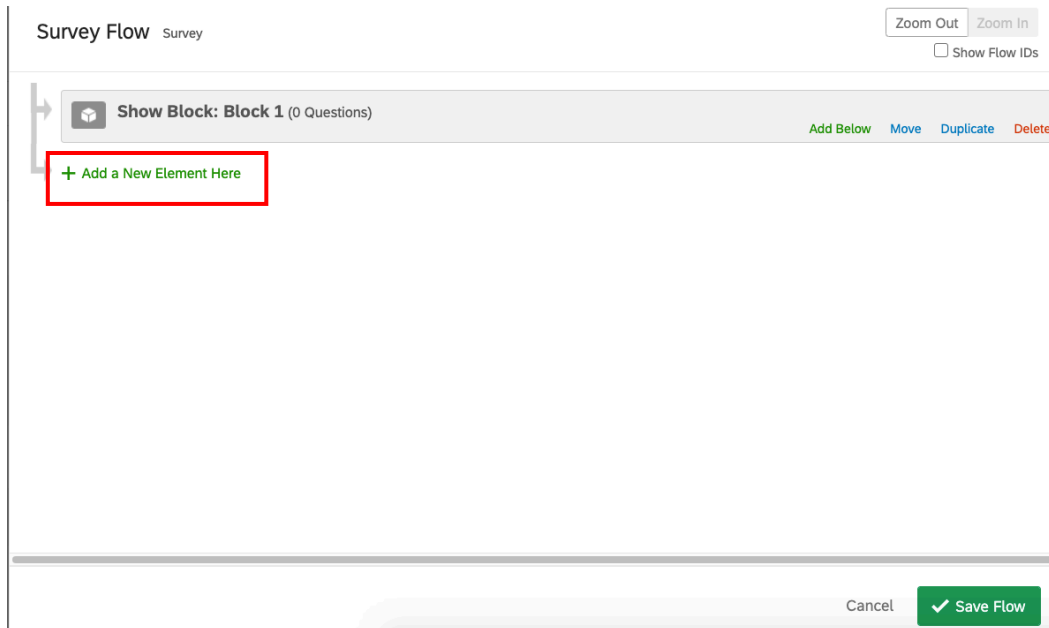 Survey Flow Survey
Zoom Out Zoom In
Show Flow IDs
Show Block: Block 1 (0 Questions)
Add Below Move Duplicate Delete
+ Add a New Element Here
Cancel Save Flow